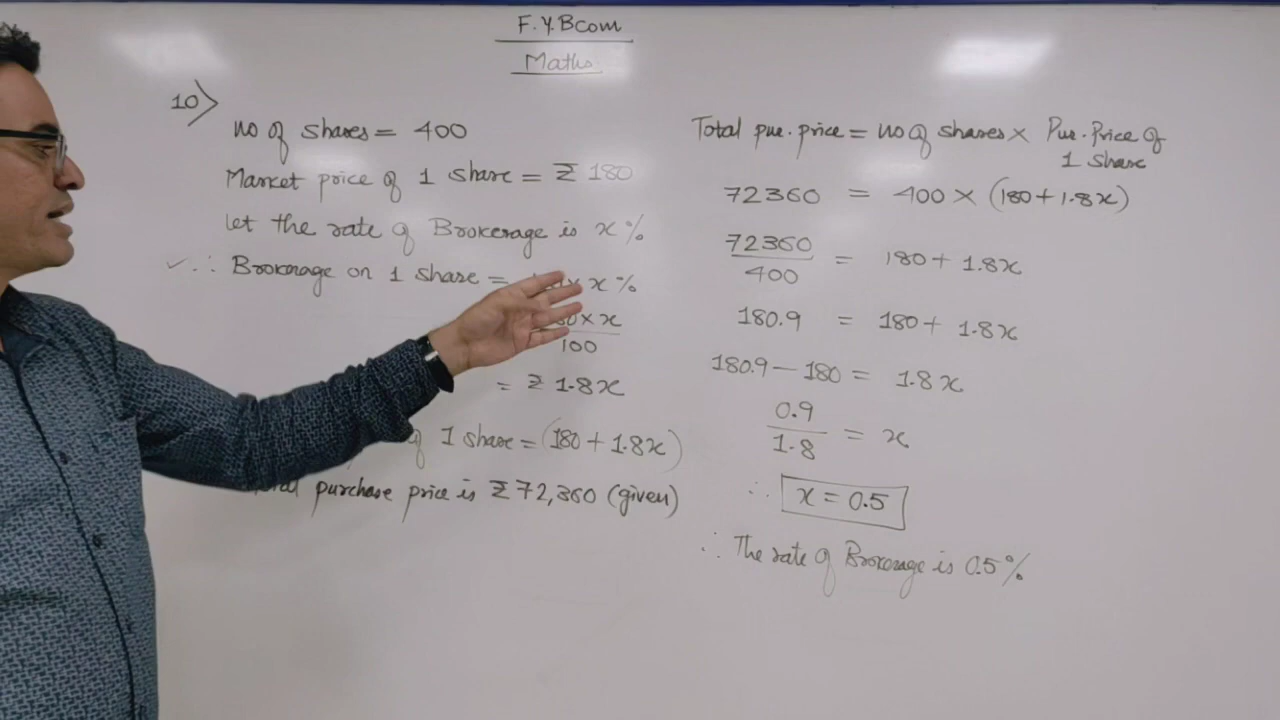 F.Y.Bcom
Maths
10)
no of shares = 400
Market price of 1 share = ₹ 180
let the rate of Brokerage is x%
✓ ∴ Brokerage on 1 share = x%
x x
100
= ₹ 1.8x
of 1 share = (180 + 1.8x)
purchase price is ₹ 72,360 (given)
Total pur. price = no of shares x Pur. Price of
1 share
72360 = 400 x (180 + 1.8x)
72360
400
= 180 + 1.8x
180.9 = 180 + 1.8x
180.9 - 180 = 1.8x
0.9
1.8
= x
∴ x = 0.5
∴ The rate of Brokerage is 0.5%